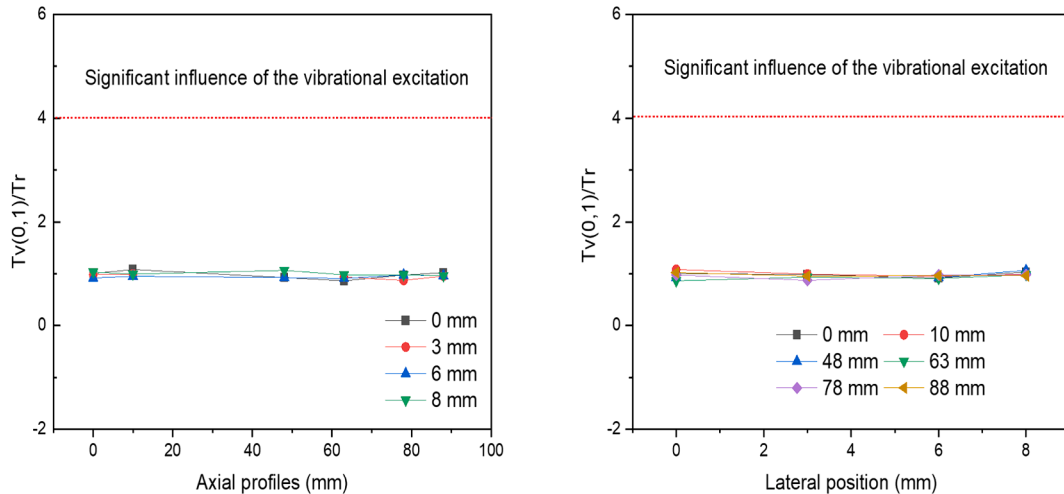 Significant influence of the vibrational excitation
Tv(0,1)/Tr
6
4
2
0
-2
0 mm
3 mm
6 mm
8 mm
0 20 40 60 80 100
Axial profiles (mm)
Significant influence of the vibrational excitation
Tv(0,1)/Tr
6
4
2
0
-2
0 mm 10 mm
48 mm 63 mm
78 mm 88 mm
0 2 4 6 8
Lateral position (mm)